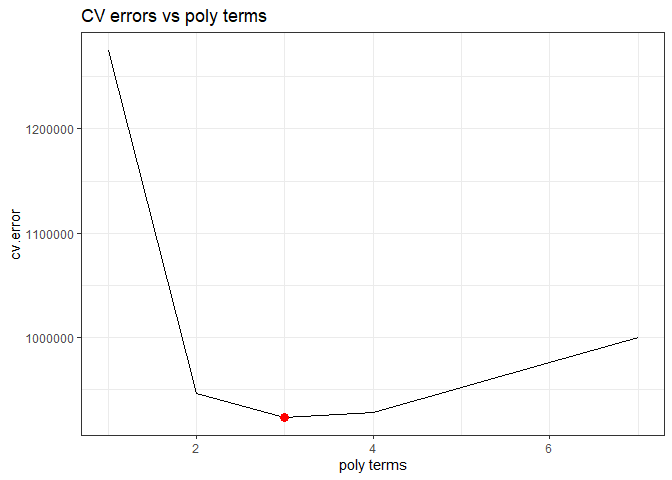 CV errors vs poly terms
1200000
1100000
1000000
cv.error
2
4
6
poly terms